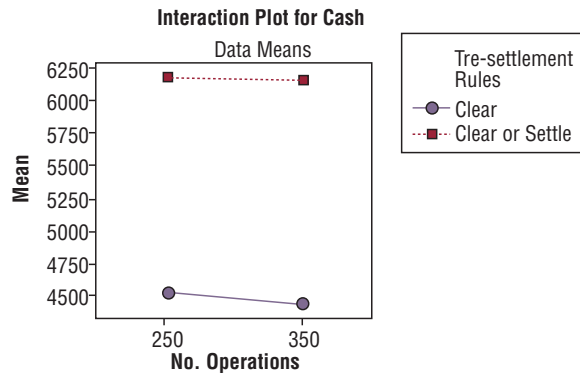 Interaction Plot for Cash
Data Means
Tre-settlement
Rules
Clear
Clear or Settle
Mean
6250
6000
5750
5500
5250
5000
4750
4500
250
350
No. Operations